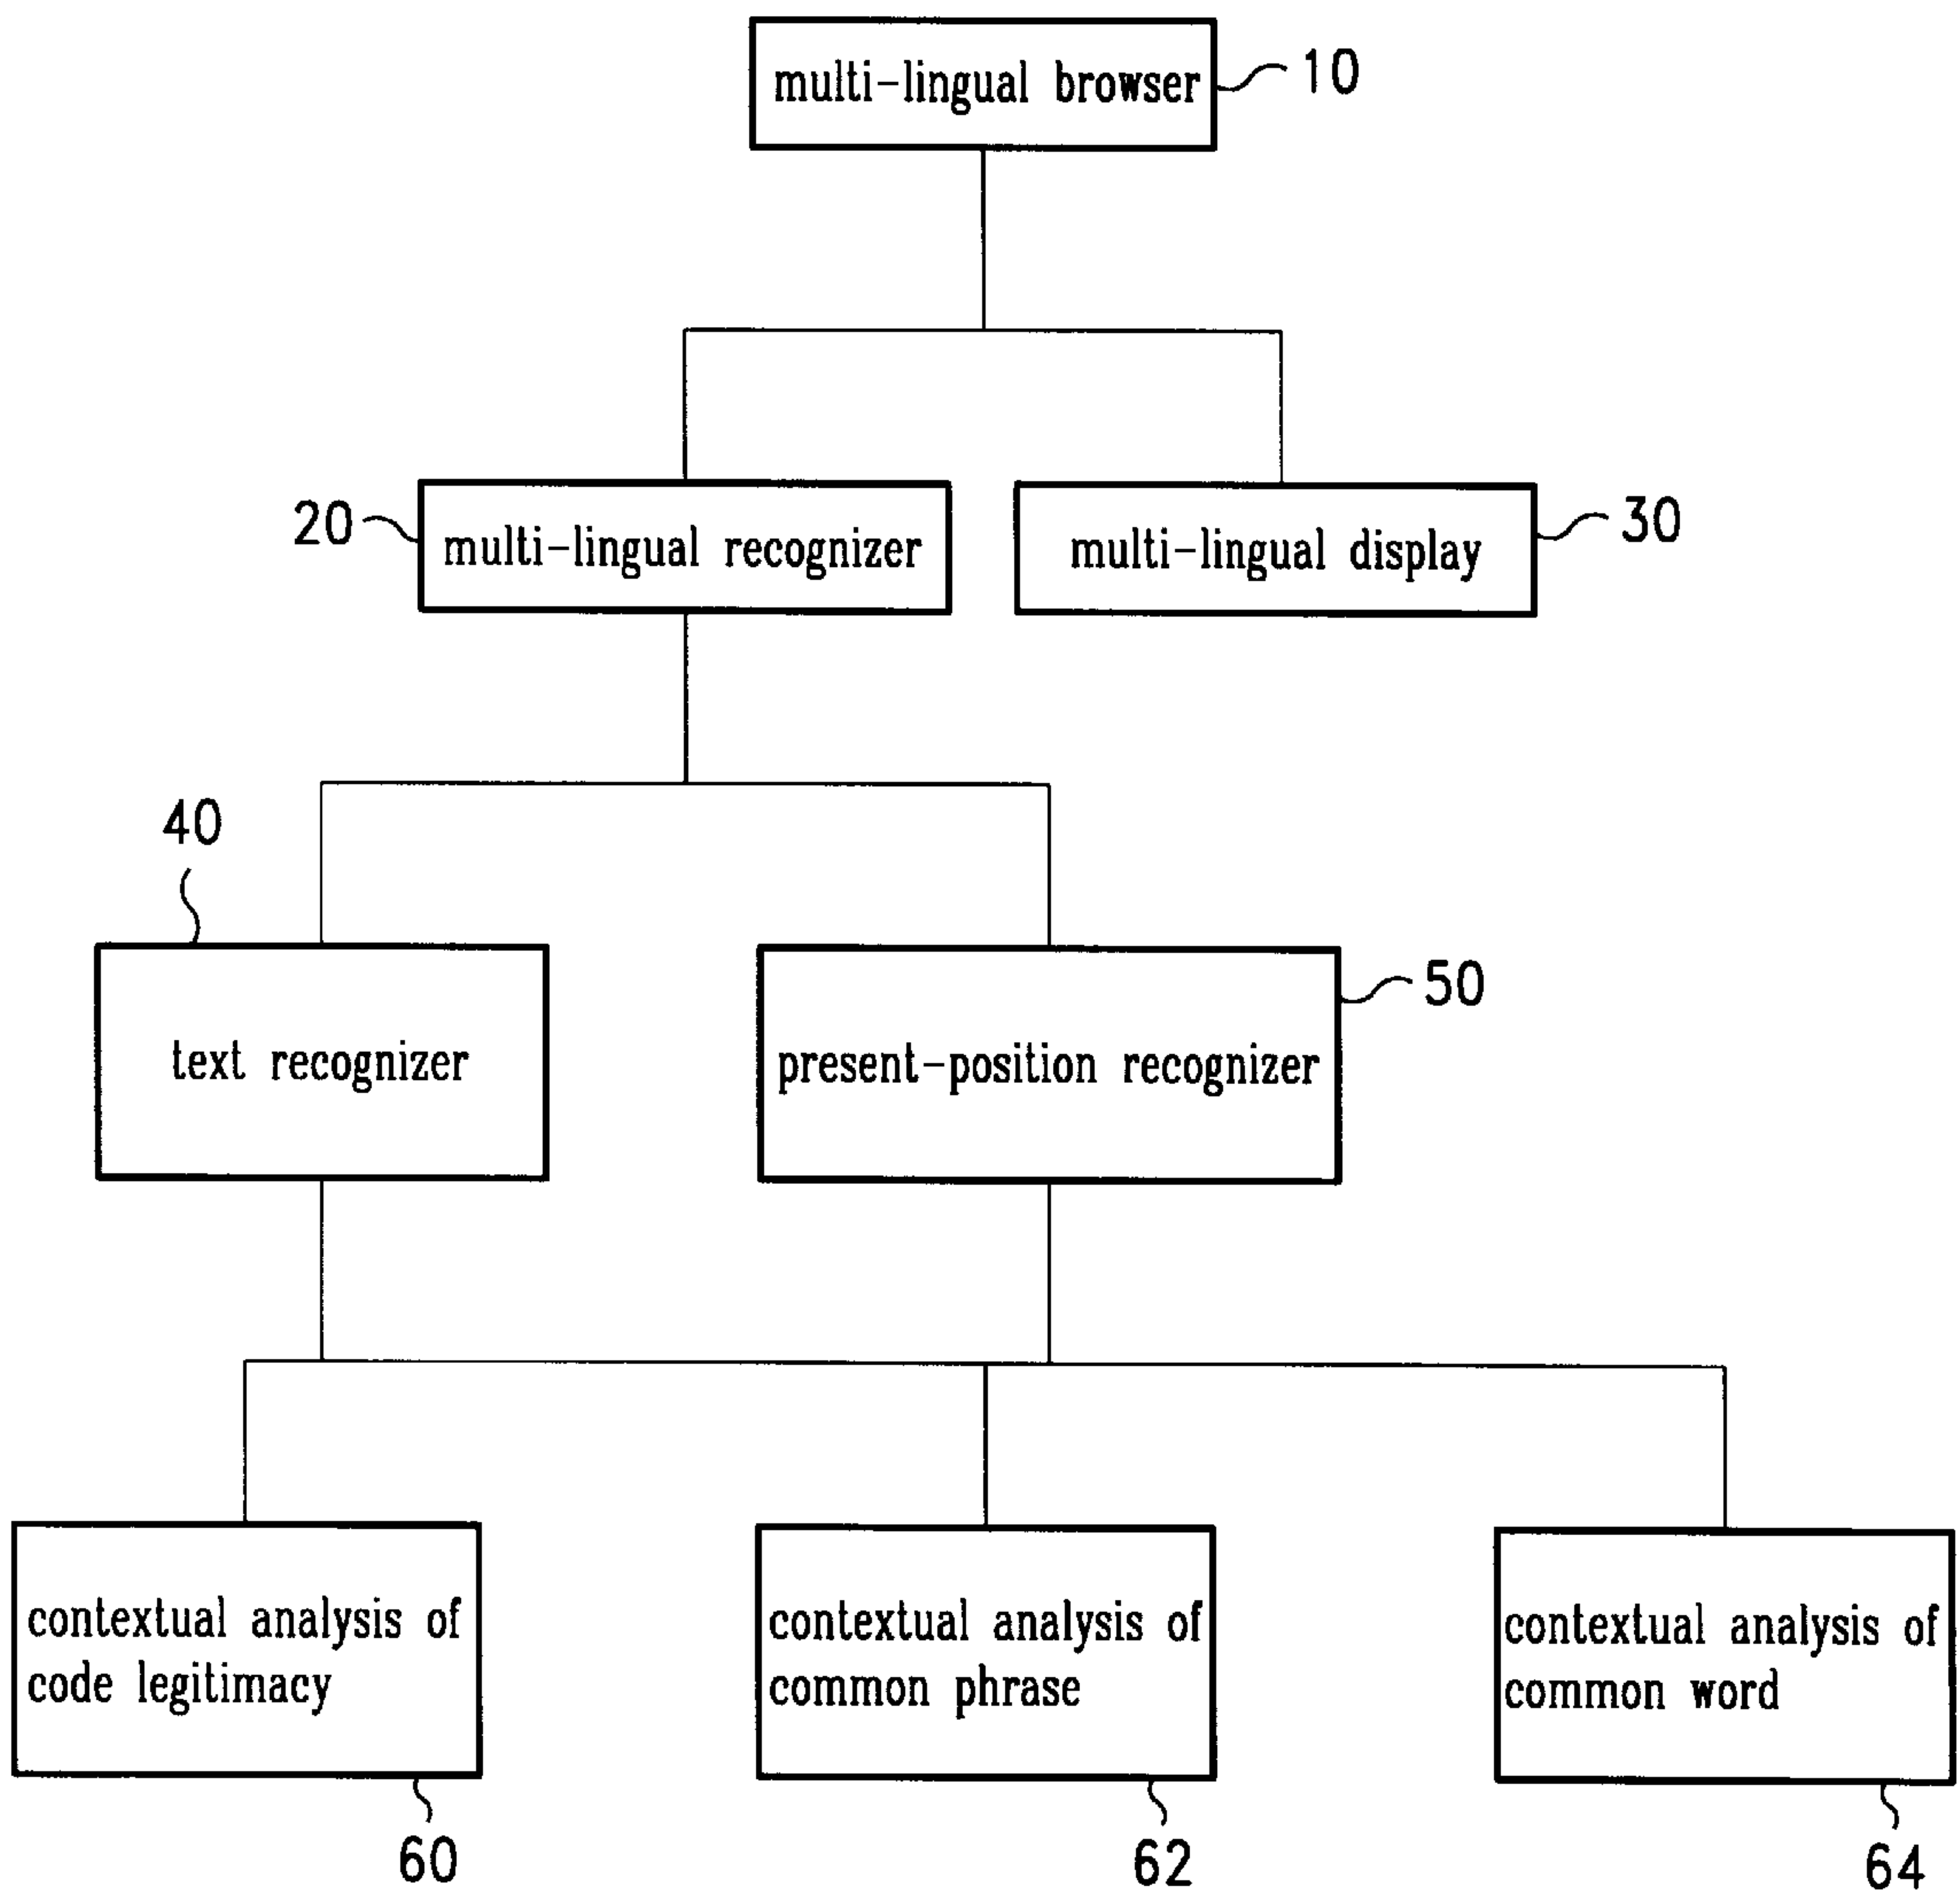 multi-lingual browser
10
20
multi-lingual recognizer
multi-lingual display
30
40
text recognizer
present-position recognizer
50
contextual analysis of
code legitimacy
contextual analysis of
common phrase
contextual analysis of
common word
60
62
64